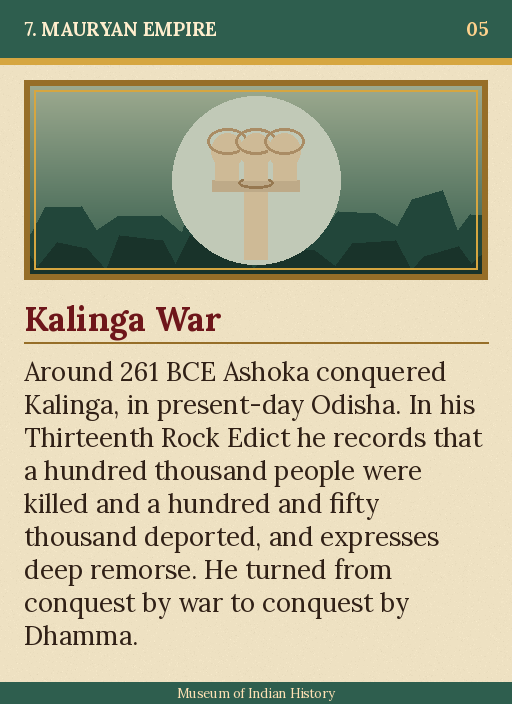 7. MAURYAN EMPIRE
05
Kalinga War
Around 261 BCE Ashoka conquered
Kalinga, in present-day Odisha. In his
Thirteenth Rock Edict he records that
a hundred thousand people were
killed and a hundred and fifty
thousand deported, and expresses
deep remorse. He turned from
conquest by war to conquest by
Dhamma.
Museum of Indian History